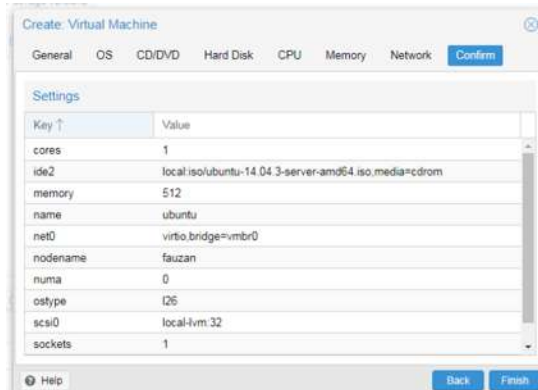 Create: Virtual Machine
General OS CD/DVD Hard Disk CPU Memory Network Confirm
Settings
Key ↑ Value
cores 1
ide2 local:iso/ubuntu-14.04.3-server-amd64.iso,media=cdrom
memory 512
name ubuntu
net0 virtio,bridge=vmbr0
nodename fauzan
numa 0
ostype l26
scsi0 local-lvm:32
sockets 1
Help Back Finish